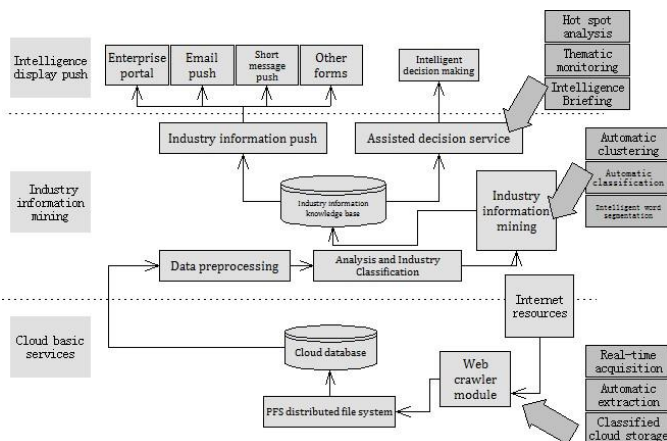 Hot spot
analysis
Intelligence
display push
Enterprise
portal
Email
push
Short
message
push
Other
forms
Intelligent
decision making
Thematic
monitoring
Intelligence
Briefing
Industry information push
Assisted decision service
Automatic
clustering
Industry
information
mining
Industry information
knowledge base
Industry
information
mining
Automatic
classification
Intelligent word
segmentation
Data preprocessing
Analysis and Industry
Classification
Internet
resources
Cloud basic
services
Cloud database
Web
crawler
module
Real-time
acquisition
PFS distributed file system
Automatic
extraction
Classified
cloud storage